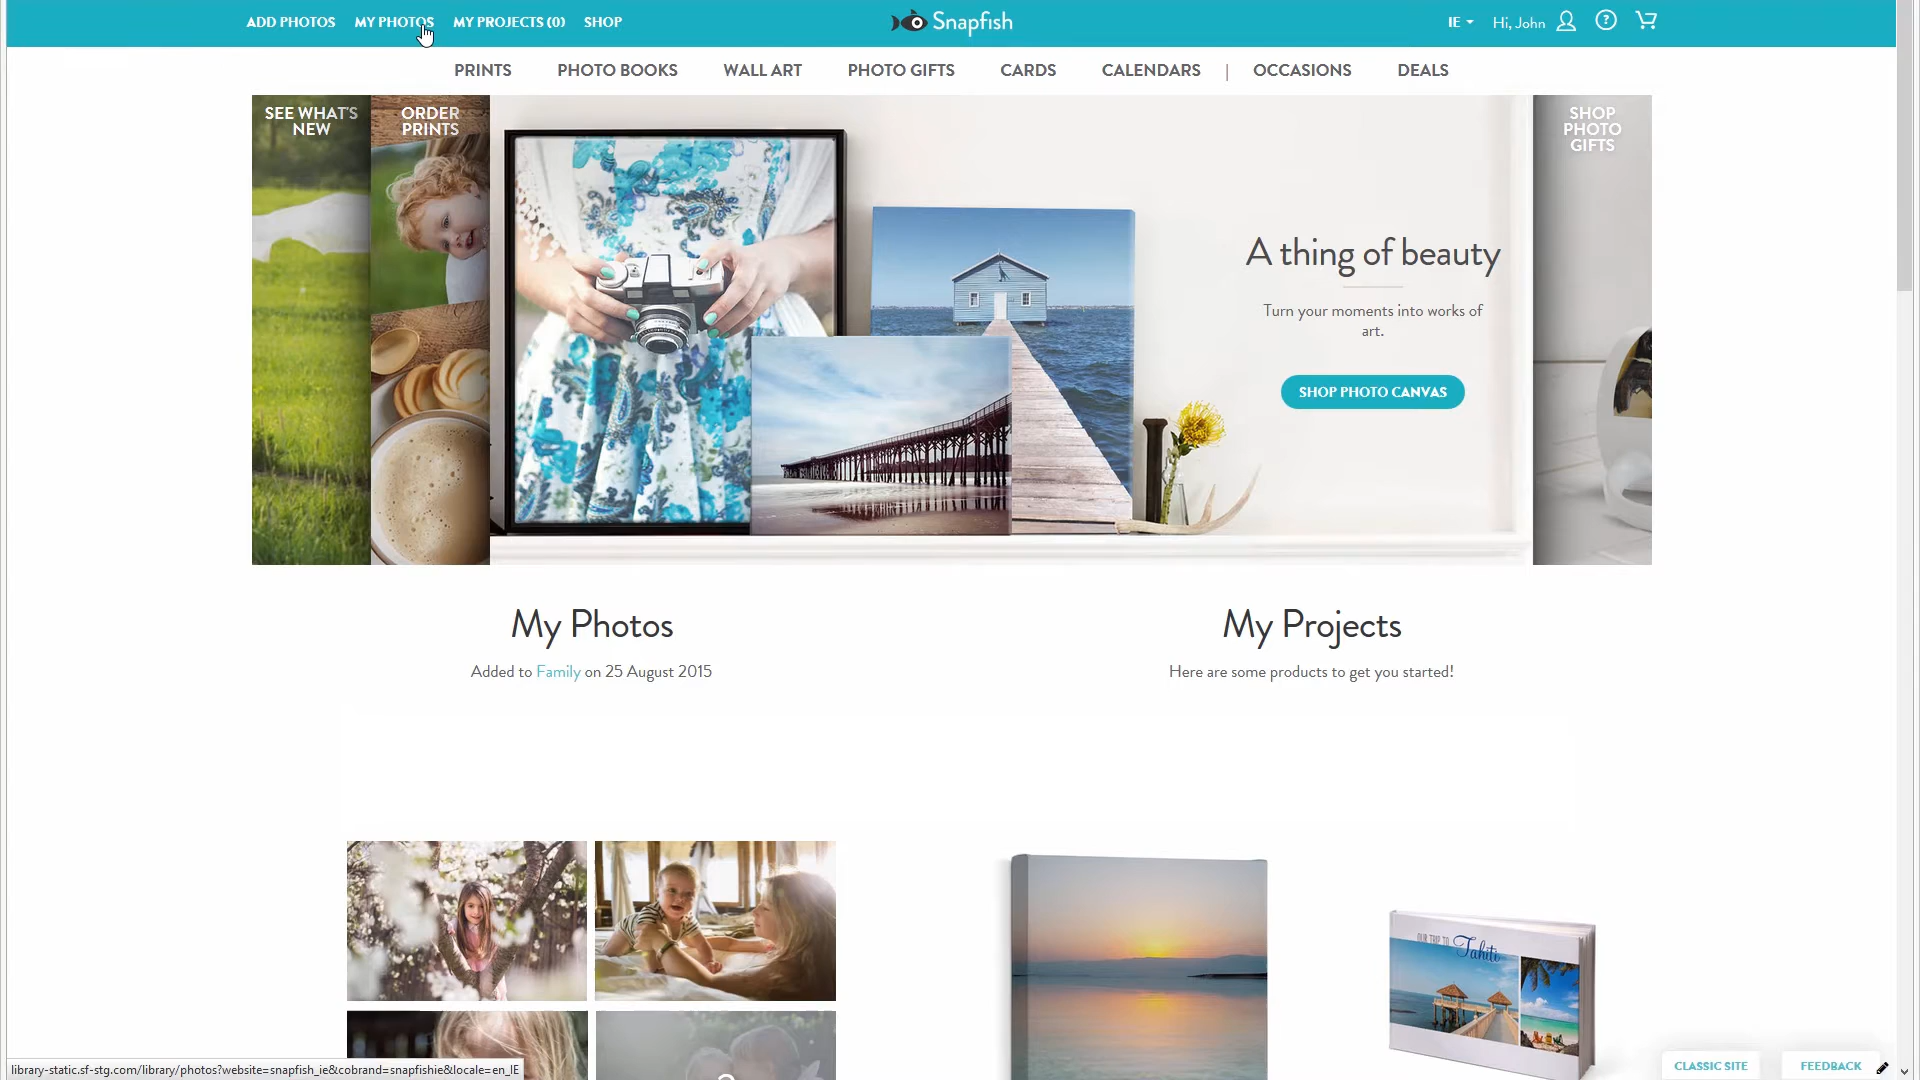 ADD PHOTOS MY PHOTOS MY PROJECTS (0) SHOP Snapfish IE Hi, John ?
PRINTS PHOTO BOOKS WALL ART PHOTO GIFTS CARDS CALENDARS | OCCASIONS DEALS
SEE WHAT'S
NEW
ORDER
PRINTS
A thing of beauty
Turn your moments into works of
art.
SHOP PHOTO CANVAS
SHOP
PHOTO
GIFTS
My Photos
Added to Family on 25 August 2015
My Projects
Here are some products to get you started!
OUR TRIP TO Tahiti
CLASSIC SITE
FEEDBACK
library-static.sf-stg.com/library/photos?website=snapfish_ie&cobrand=snapfishie&locale=en_IE